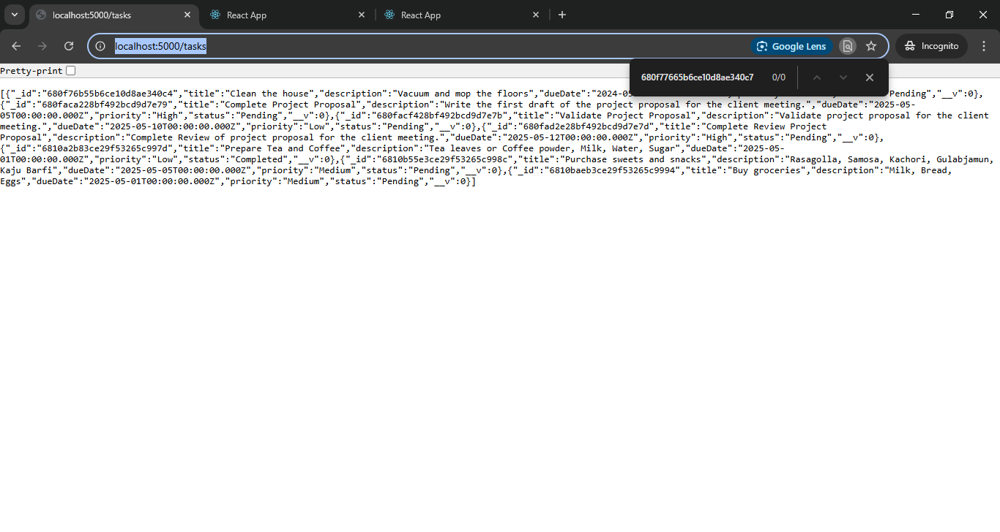 localhost:5000/tasks
React App
React App
localhost:5000/tasks
Google Lens
Incognito
Pretty-print
680f77665b6ce10d8ae340c7 0/0
[{"_id":"680f76b55b6ce10d8ae340c4","title":"Clean the house","description":"Vacuum and mop the floors","dueDate":"2024-05 Pending","__v":0},
{"_id":"680faca228bf492bcd9d7e79","title":"Complete Project Proposal","description":"Write the first draft of the project proposal for the client meeting.","dueDate":"2025-05-
05T00:00:00.000Z","priority":"High","status":"Pending","__v":0},{"_id":"680facf428bf492bcd9d7e7b","title":"Validate Project Proposal","description":"Validate project proposal for the client
meeting.","dueDate":"2025-05-10T00:00:00.000Z","priority":"Low","status":"Pending","__v":0},{"_id":"680fad2e28bf492bcd9d7e7d","title":"Complete Review Project
Proposal","description":"Complete Review of project proposal for the client meeting.","dueDate":"2025-05-12T00:00:00.000Z","priority":"High","status":"Pending","__v":0},
{"_id":"6810a2b83ce29f53265c997d","title":"Prepare Tea and Coffee","description":"Tea leaves or Coffee powder, Milk, Water, Sugar","dueDate":"2025-05-
01T00:00:00.000Z","priority":"Low","status":"Completed","__v":0},{"_id":"6810b55e3ce29f53265c998c","title":"Purchase sweets and snacks","description":"Rasagolla, Samosa, Kachori, Gulabjamun,
Kaju Barfi","dueDate":"2025-05-05T00:00:00.000Z","priority":"Medium","status":"Pending","__v":0},{"_id":"6810baeb3ce29f53265c9994","title":"Buy groceries","description":"Milk, Bread,
Eggs","dueDate":"2025-05-01T00:00:00.000Z","priority":"Medium","status":"Pending","__v":0}]